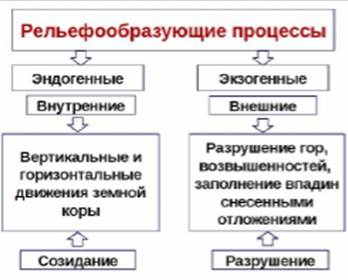 Рельефообразующие процессы
Эндогенные
Экзогенные
Внутренние
Внешние
Вертикальные и
горизонтальные
движения земной
коры
Разрушение гор,
возвышенностей,
заполнение впадин
снесенными
отложениями
Созидание
Разрушение